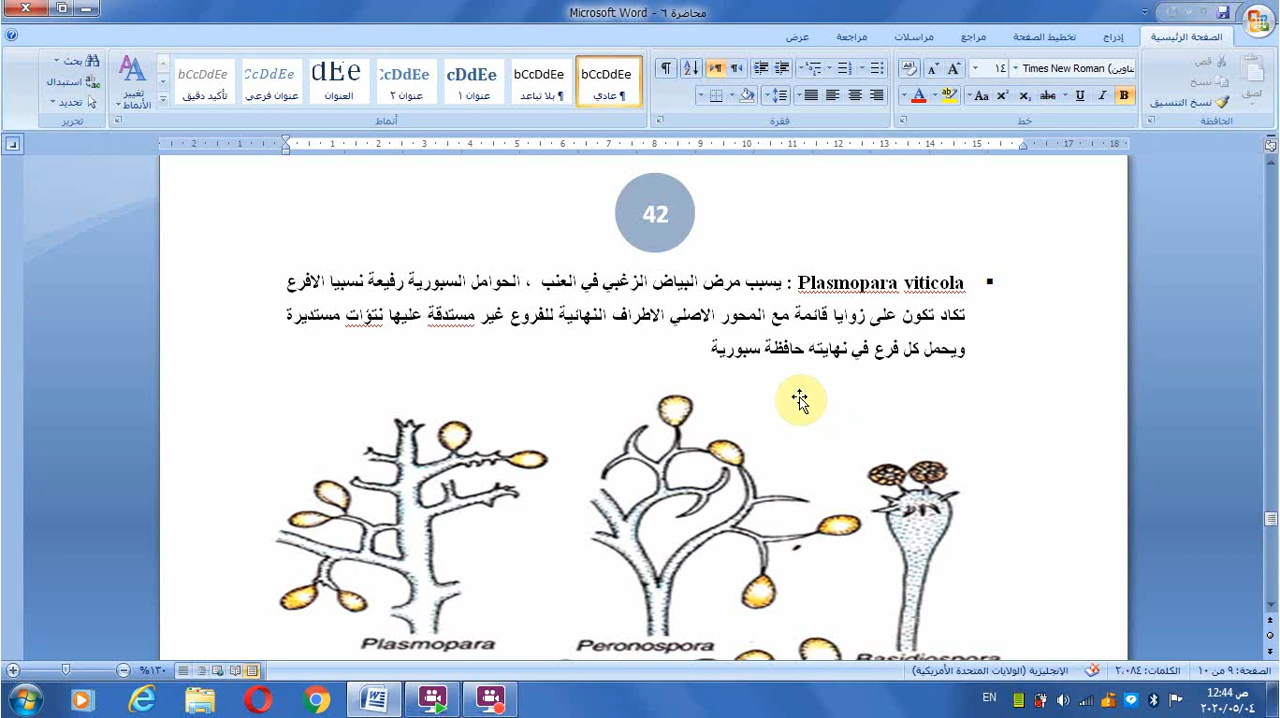 محاضرة ٦ - Microsoft Word
الصفحة الرئيسية
إدراج
تخطيط الصفحة
مراجع
مراسلات
مراجعة
عرض
لصق
قص
نسخ
نسخ التنسيق
الحافظة
Times New Roman (عناوين
١٤
خط
فقرة
AaBbCcDdEe
¶ عادي
¶ بلا تباعد
عنوان ١
عنوان ٢
العنوان
عنوان فرعي
تأكيد دقيق
تغيير الأنماط
أنماط
بحث
استبدال
تحديد
تحرير
42
Plasmopara viticola : يسبب مرض البياض الزغبي في العنب ، الحوامل السبورية رفيعة نسبيا الافرع
تكاد تكون على زوايا قائمة مع المحور الاصلي الاطراف النهائية للفروع غير مستدقة عليها نتؤات مستديرة
ويحمل كل فرع في نهايته حافظة سبورية
Plasmopara
Peronospora
الصفحة: ٩ من ١٠
الكلمات: ٢,٠٨٤
الإنجليزية (الولايات المتحدة الأمريكية)
١٣٠%
EN
12:44 ص
٢٠٢٠/٠٥/٠٤